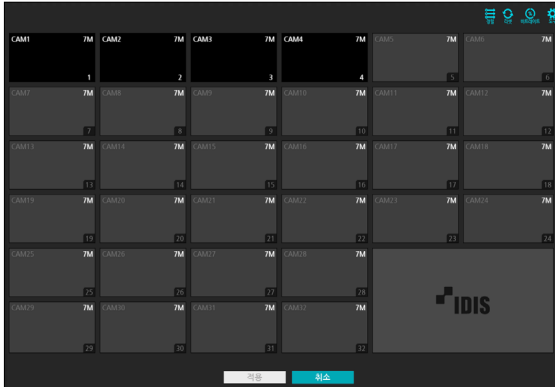 CAM1 7M CAM2 7M CAM3 7M CAM4 7M CAM5 7M CAM6 7M
1 2 3 4 5 6
CAM7 7M CAM8 7M CAM9 7M CAM10 7M CAM11 7M CAM12 7M
7 8 9 10 11 12
CAM13 7M CAM14 7M CAM15 7M CAM16 7M CAM17 7M CAM18 7M
13 14 15 16 17 18
CAM19 7M CAM20 7M CAM21 7M CAM22 7M CAM23 7M CAM24 7M
19 20 21 22 23 24
CAM25 7M CAM26 7M CAM27 7M CAM28 7M
25 26 27 28
IDIS
CAM29 7M CAM30 7M CAM31 7M CAM32 7M
29 30 31 32
적용 취소